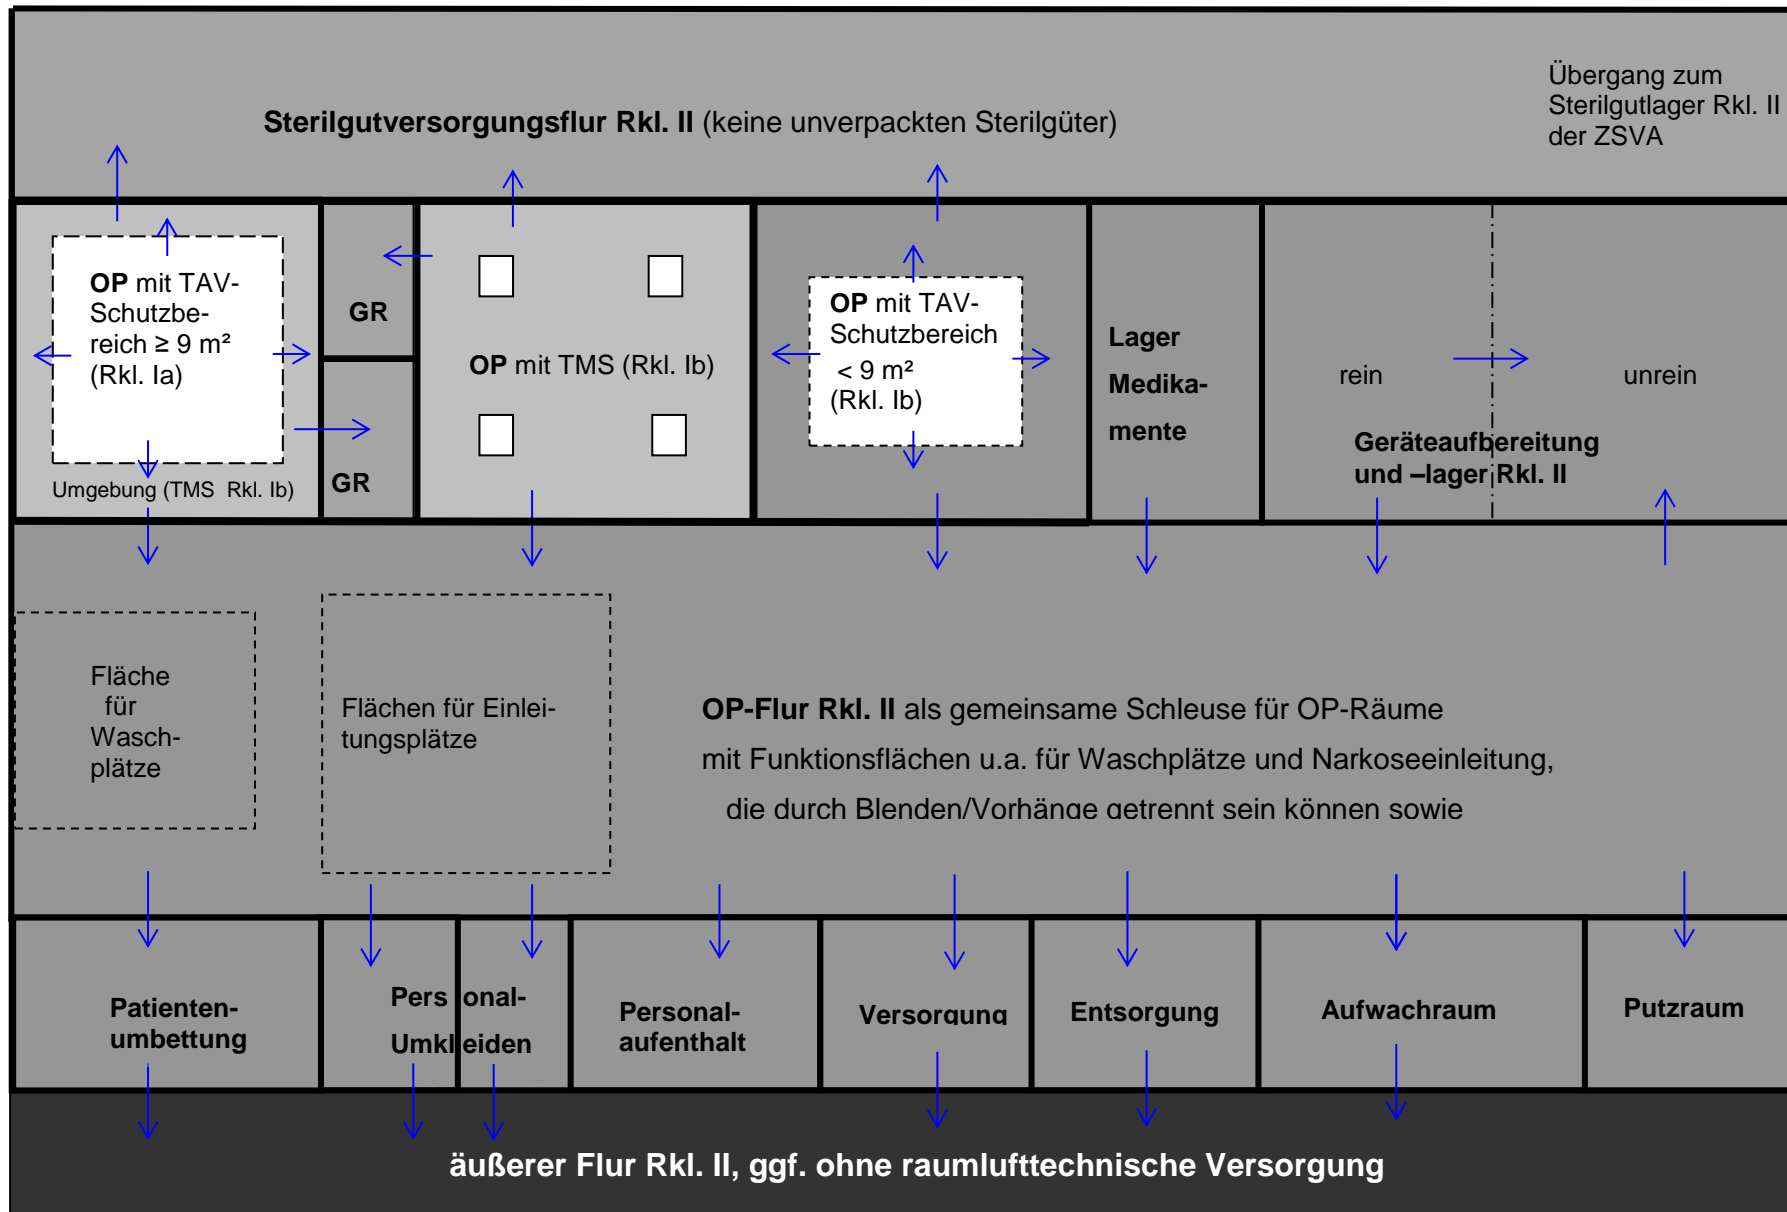 Übergang zum
Sterilgutlager Rkl. II
der ZSVA
Sterilgutversorgungsflur Rkl. II (keine unverpackten Sterilgüter)
OP mit TAV-
Schutzbe-
reich ≥ 9 m²
(Rkl. Ia)
Umgebung (TMS Rkl. Ib)
GR
GR
OP mit TMS (Rkl. Ib)
OP mit TAV-
Schutzbereich
< 9 m²
(Rkl. Ib)
Lager
Medika-
mente
rein
unrein
Geräteaufbereitung
und –lager Rkl. II
Fläche
für
Wasch-
plätze
Flächen für Einlei-
tungsplätze
OP-Flur Rkl. II als gemeinsame Schleuse für OP-Räume
mit Funktionsflächen u.a. für Waschplätze und Narkoseeinleitung,
die durch Blenden/Vorhänge getrennt sein können sowie
Patienten-
umbettung
Personal-
Umkleiden
Personal-
aufenthalt
Versorgung
Entsorgung
Aufwachraum
Putzraum
äußerer Flur Rkl. II, ggf. ohne raumlufttechnische Versorgung